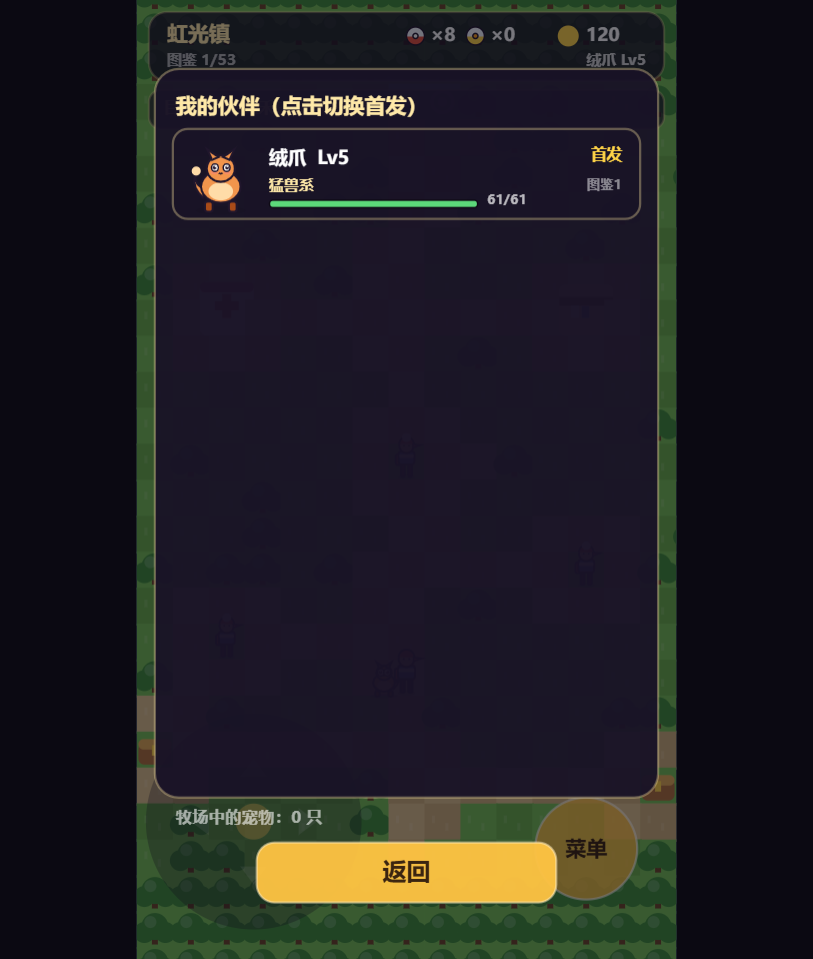 虹光镇 ×8 ×0 120
图鉴 1/53 绒爪 Lv5
我的伙伴（点击切换首发）
绒爪 Lv5 首发
猛兽系 图鉴1
61/61
牧场中的宠物：0 只
菜单
返回